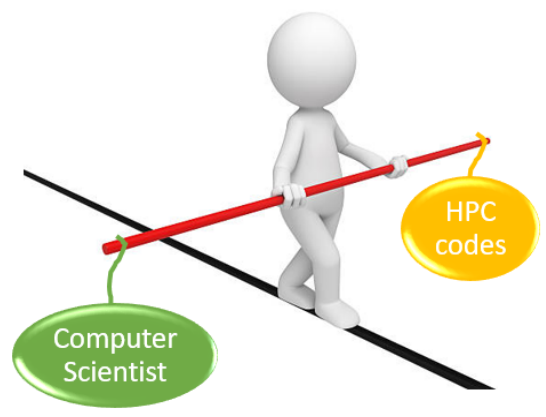 HPC
codes
Computer
Scientist